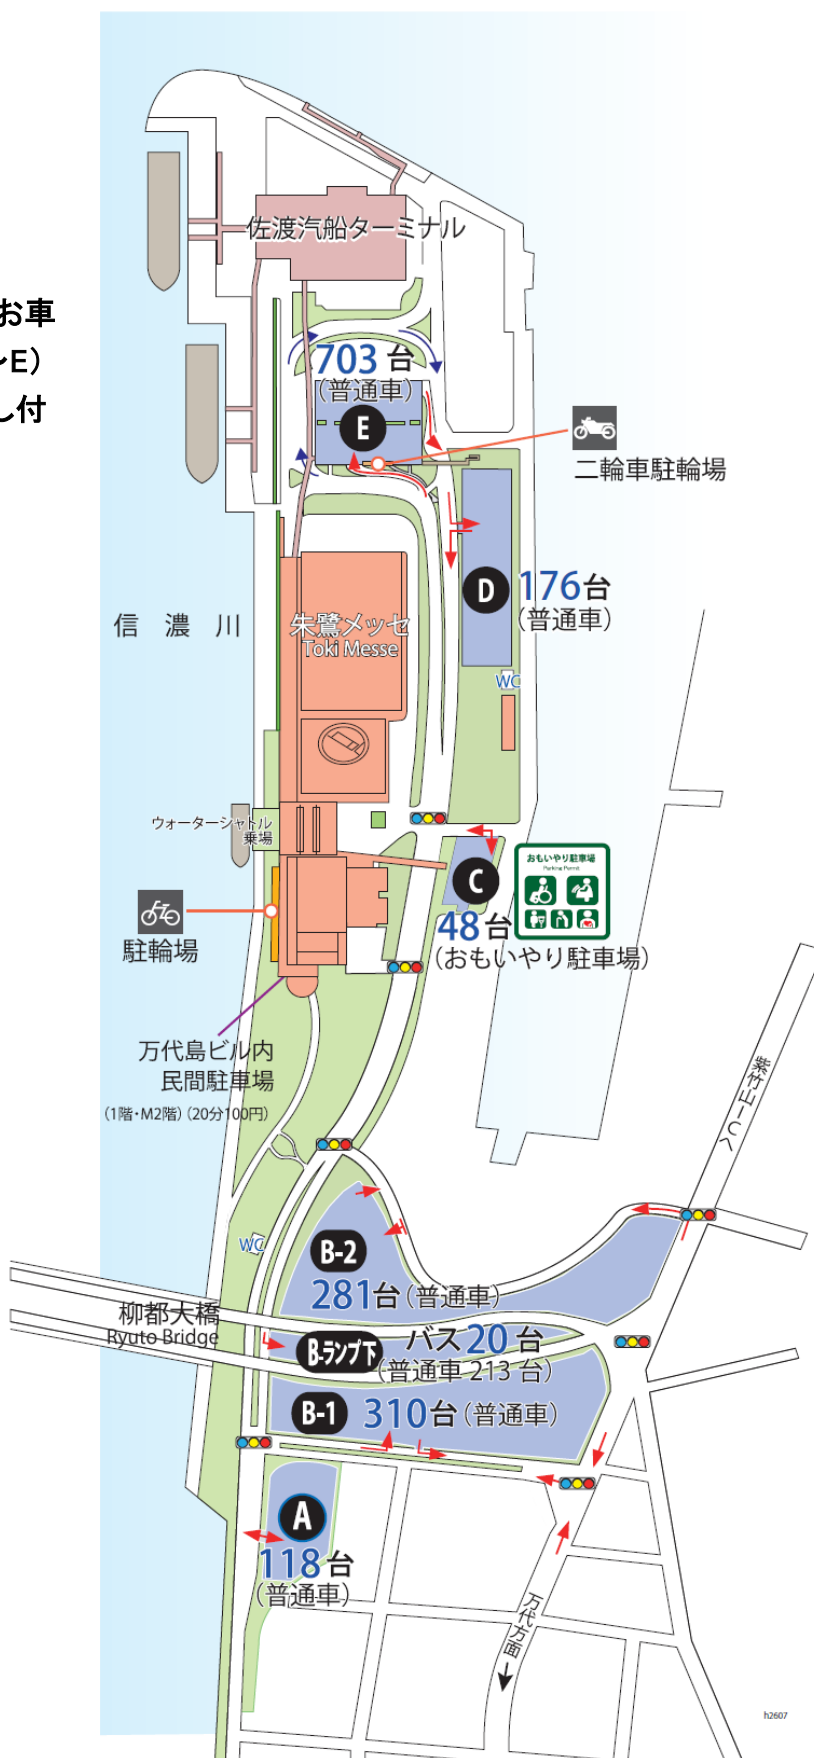 佐渡汽船ターミナル
お車
～E）
し付
703 台
（普通車）
E
二輪車駐輪場
D
176台
（普通車）
信濃川
朱鷺メッセ
Toki Messe
WC
ウォーターシャトル
乗場
おもいやり駐車場
Parking Permit
C
48台
（おもいやり駐車場）
駐輪場
万代島ビル内
民間駐車場
（1階・M2階）（20分100円）
紫竹山ICへ
WC
B-2
281台（普通車）
柳都大橋
Ryuto Bridge
B-ランプ下
バス20台
（普通車 213 台）
B-1
310台（普通車）
A
118台
（普通車）
万代方面
h2607